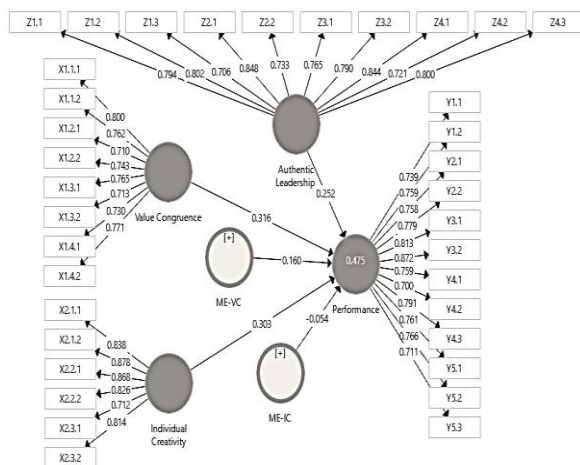 Z1.1 Z1.2 Z1.3 Z2.1 Z2.2 Z3.1 Z3.2 Z4.1 Z4.2 Z4.3
0.794 0.802 0.706 0.848 0.733 0.765 0.790 0.844 0.721 0.800
Authentic
Leadership
X1.1.1
X1.1.2
X1.2.1
X1.2.2
X1.3.1
X1.3.2
X1.4.1
X1.4.2
0.800
0.762
0.710
0.743
0.765
0.713
0.730
0.771
Value Congruence
0.252
0.316
[+]
0.160
ME-VC
0.475
Performance
0.303
-0.054
[+]
ME-IC
X2.1.1
X2.1.2
X2.2.1
X2.2.2
X2.3.1
X2.3.2
0.838
0.878
0.868
0.826
0.712
0.814
Individual
Creativity
Y1.1
Y1.2
Y2.1
Y2.2
Y3.1
Y3.2
Y4.1
Y4.2
Y4.3
Y5.1
Y5.2
Y5.3
0.739
0.759
0.758
0.779
0.813
0.872
0.759
0.700
0.791
0.761
0.766
0.711